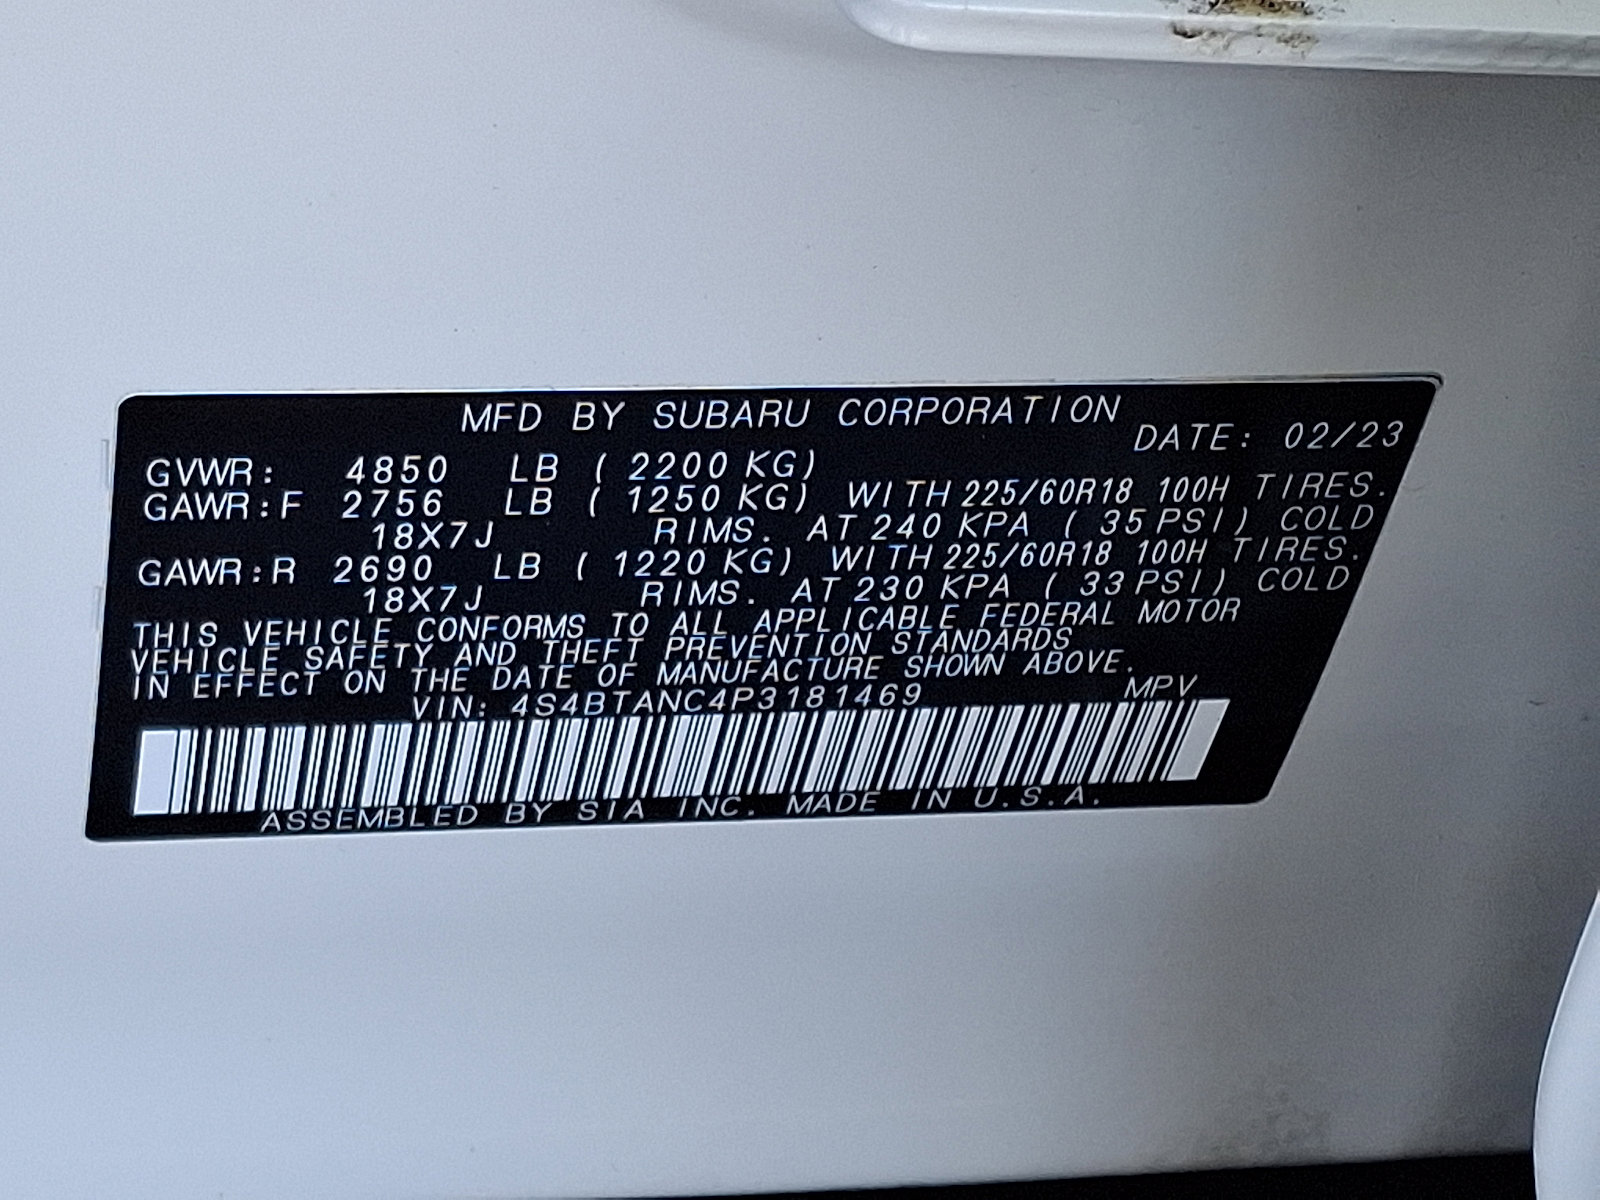 MFD BY SUBARU CORPORATION
DATE: 02/23
GVWR: 4850 LB ( 2200 KG)
GAWR:F 2756 LB ( 1250 KG) WITH 225/60R18 100H TIRES.
18X7J RIMS. AT 240 KPA ( 35 PSI) COLD
GAWR:R 2690 LB ( 1220 KG) WITH 225/60R18 100H TIRES.
18X7J RIMS. AT 230 KPA ( 33 PSI) COLD
THIS VEHICLE CONFORMS TO ALL APPLICABLE FEDERAL MOTOR
VEHICLE SAFETY AND THEFT PREVENTION STANDARDS
IN EFFECT ON THE DATE OF MANUFACTURE SHOWN ABOVE.
VIN: 4S4BTANC4P3181469 MPV
ASSEMBLED BY SIA INC. MADE IN U.S.A.